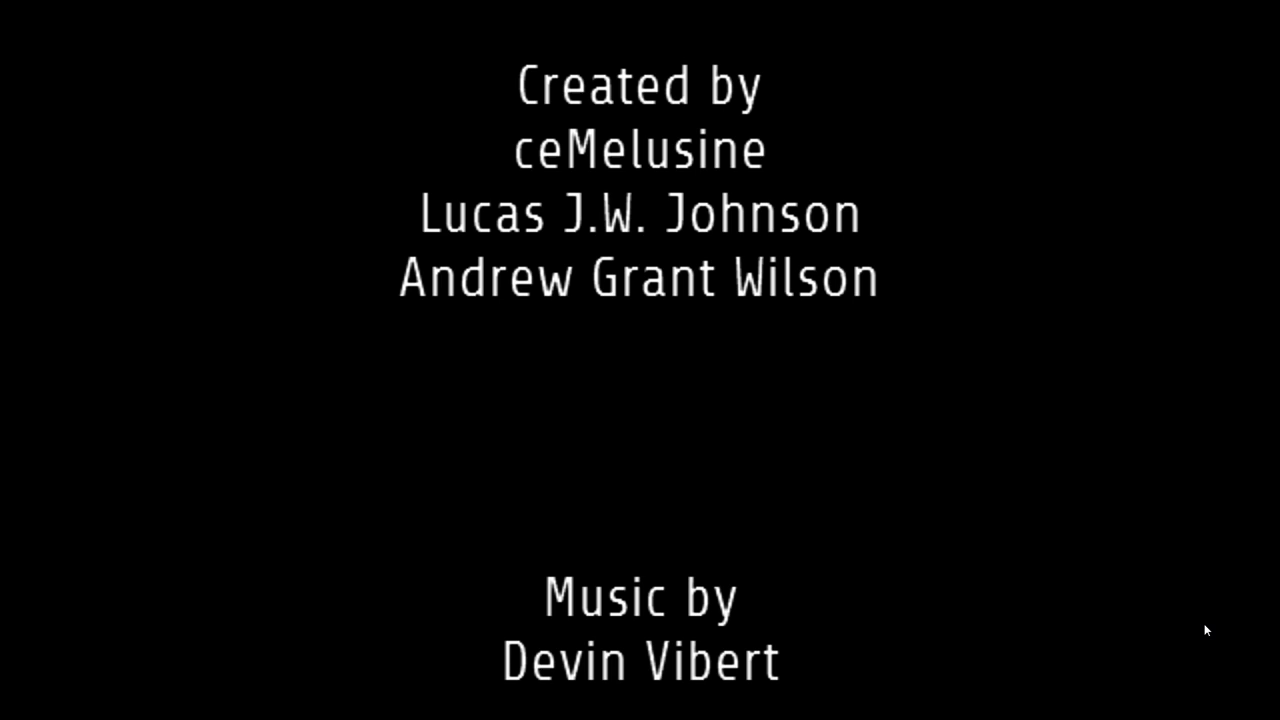 Created by
ceMelusine
Lucas J.W. Johnson
Andrew Grant Wilson
Music by
Devin Vibert